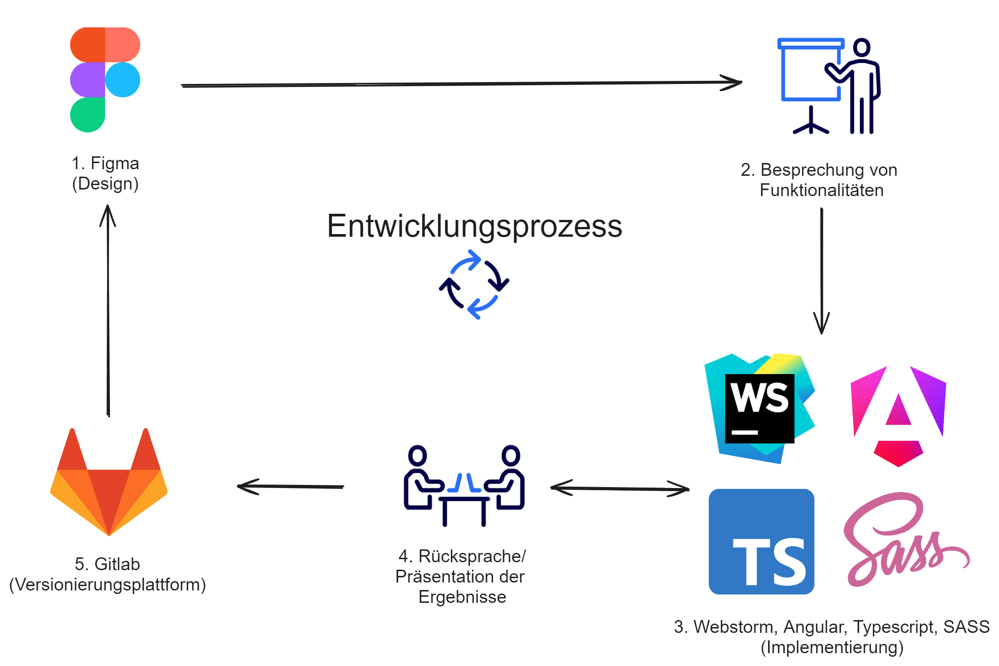 1. Figma
(Design)
2. Besprechung von
Funktionalitäten
Entwicklungsprozess
WS
TS
Sass
3. Webstorm, Angular, Typescript, SASS
(Implementierung)
4. Rücksprache/
Präsentation der
Ergebnisse
5. Gitlab
(Versionierungsplattform)